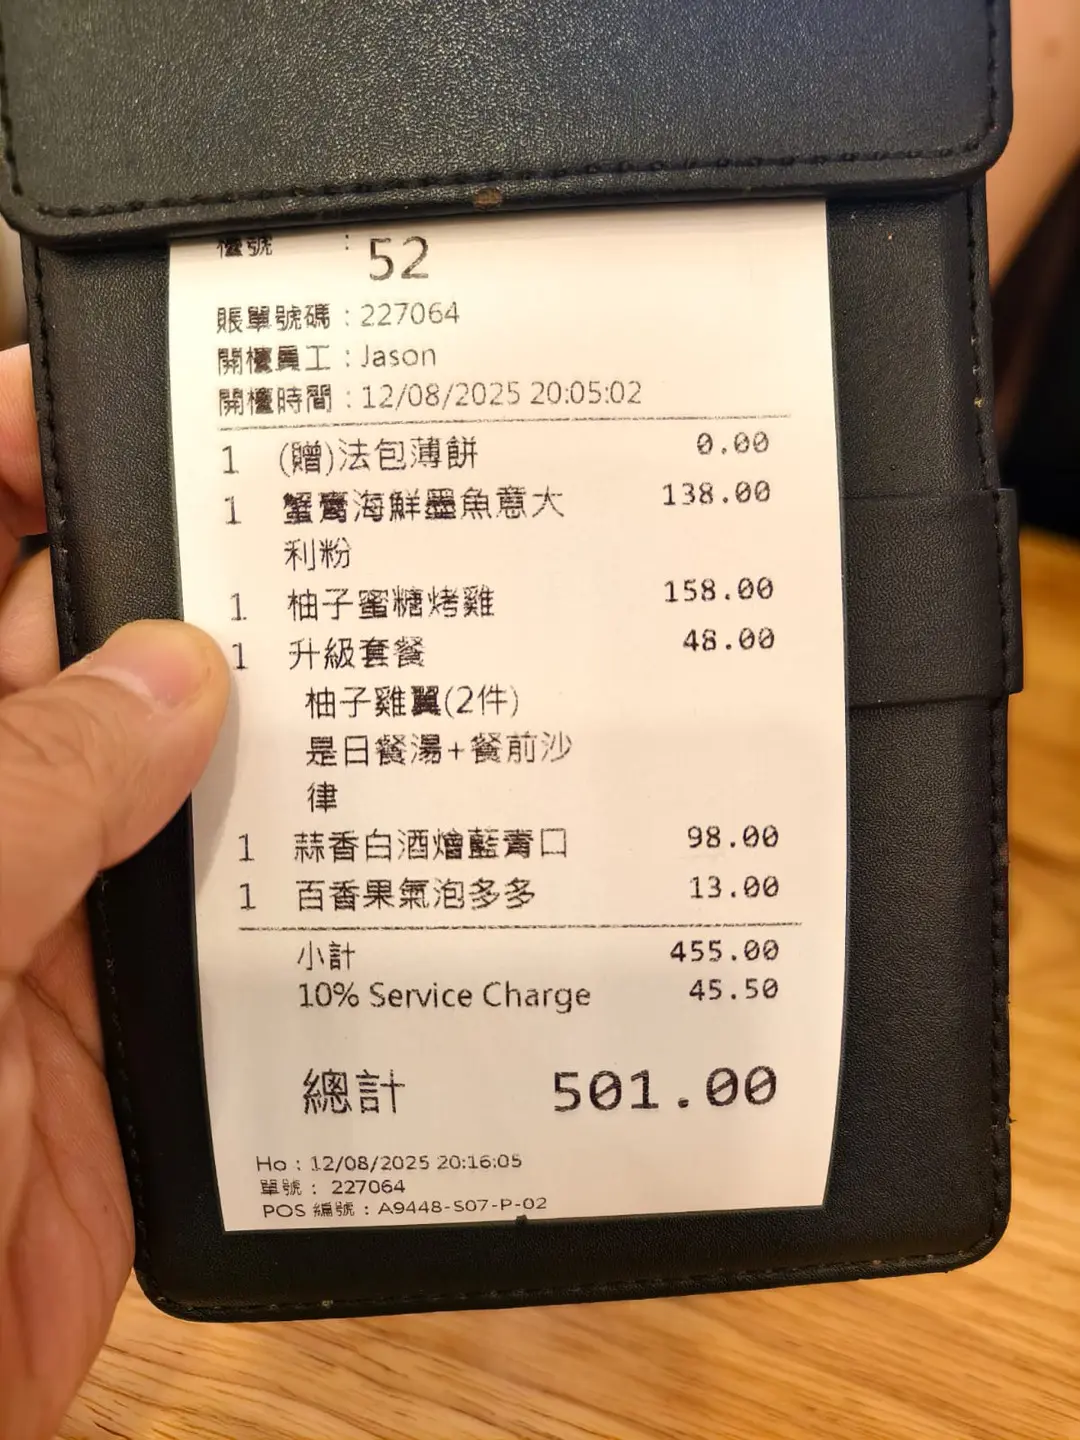 檯號 : 52
賬單號碼 : 227064
開檯員工 : Jason
開檯時間 : 12/08/2025 20:05:02
1 (贈)法包薄餅 0.00
1 蟹膏海鮮墨魚意大 138.00
利粉
1 柚子蜜糖烤雞 158.00
1 升級套餐 48.00
柚子雞翼(2件)
是日餐湯+餐前沙
律
1 蒜香白酒燴藍青口 98.00
1 百香果氣泡多多 13.00
小計 455.00
10% Service Charge 45.50
總計 501.00
Ho : 12/08/2025 20:16:05
單號 : 227064
POS 編號 : A9448-S07-P-02